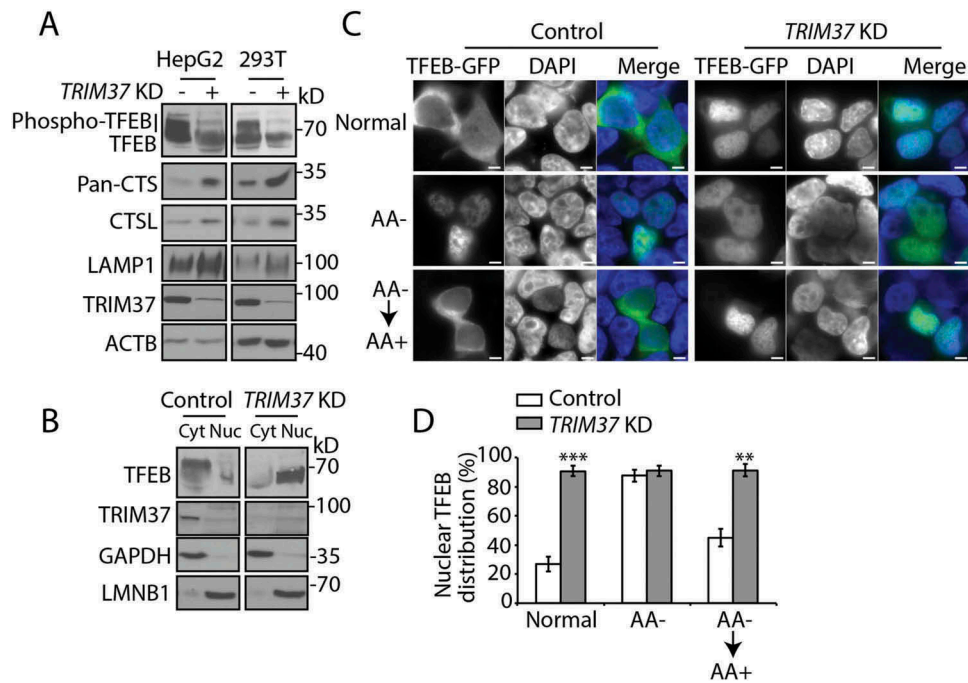 A
HepG2 293T
TRIM37 KD - + - + kD
Phospho-TFEB
TFEB
-70
Pan-CTS
-35
CTSL
-35
LAMP1
-100
TRIM37
-100
ACTB
-40
B
Control TRIM37 KD
Cyt Nuc Cyt Nuc
kD
TFEB
-70
TRIM37
-100
GAPDH
-35
LMNB1
-70
C
Control TRIM37 KD
TFEB-GFP DAPI Merge TFEB-GFP DAPI Merge
Normal
AA-
AA-
AA+
D
Control
TRIM37 KD
Nuclear TFEB
distribution (%)
100
80
60
40
20
0
***
**
Normal AA- AA-
AA+